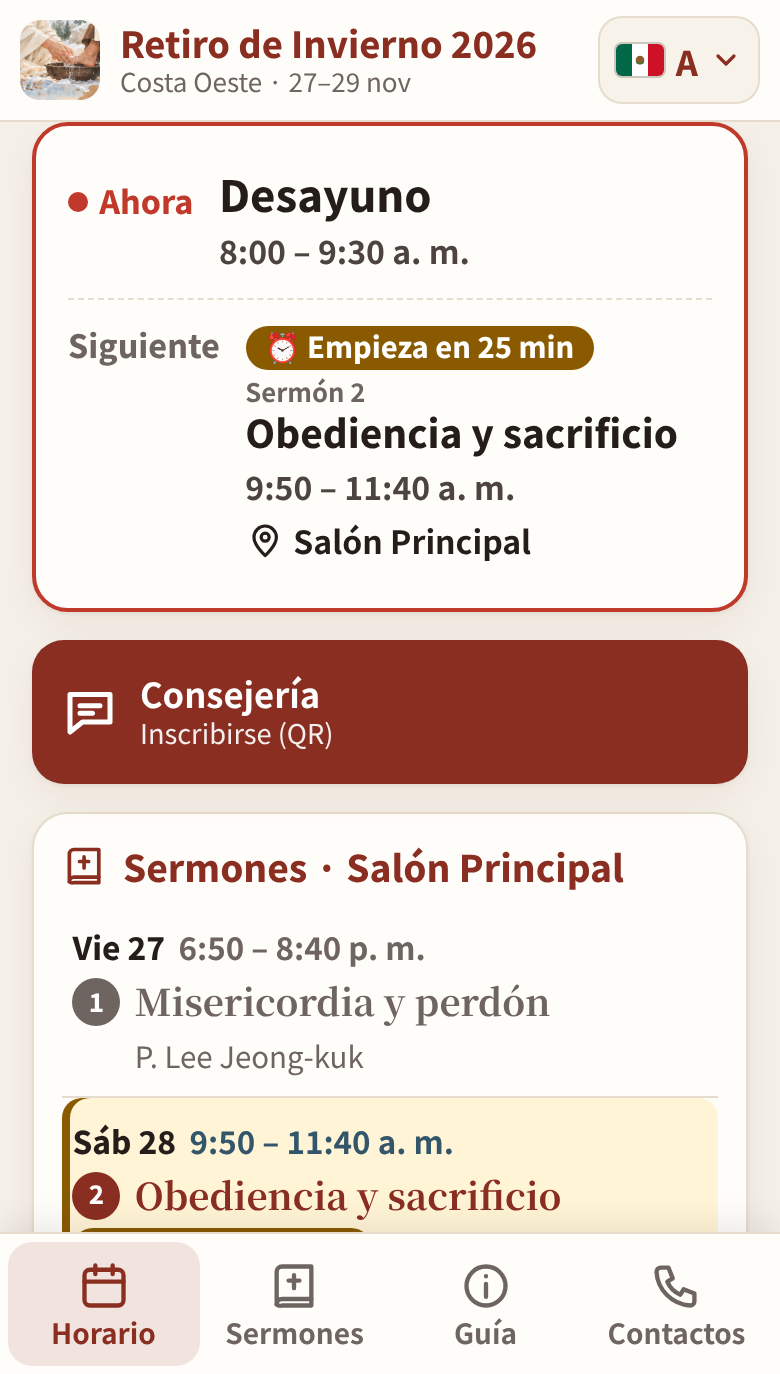 Retiro de Invierno 2026
Costa Oeste · 27–29 nov
A
Ahora
Desayuno
8:00 – 9:30 a. m.
Siguiente
⏰ Empieza en 25 min
Sermón 2
Obediencia y sacrificio
9:50 – 11:40 a. m.
Salón Principal
Consejería
Inscribirse (QR)
Sermones · Salón Principal
Vie 27 6:50 – 8:40 p. m.
1 Misericordia y perdón
P. Lee Jeong-kuk
Sáb 28 9:50 – 11:40 a. m.
2 Obediencia y sacrificio
Horario
Sermones
Guía
Contactos